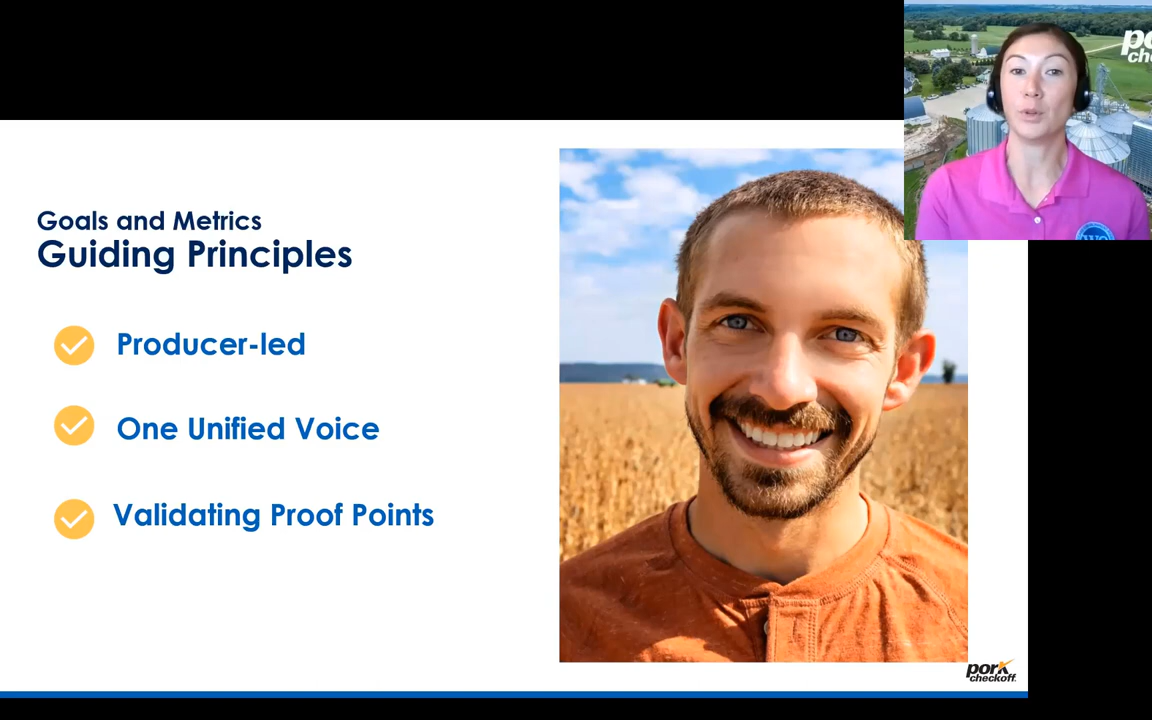 Goals and Metrics
Guiding Principles
Producer-led
One Unified Voice
Validating Proof Points
pork
checkoff